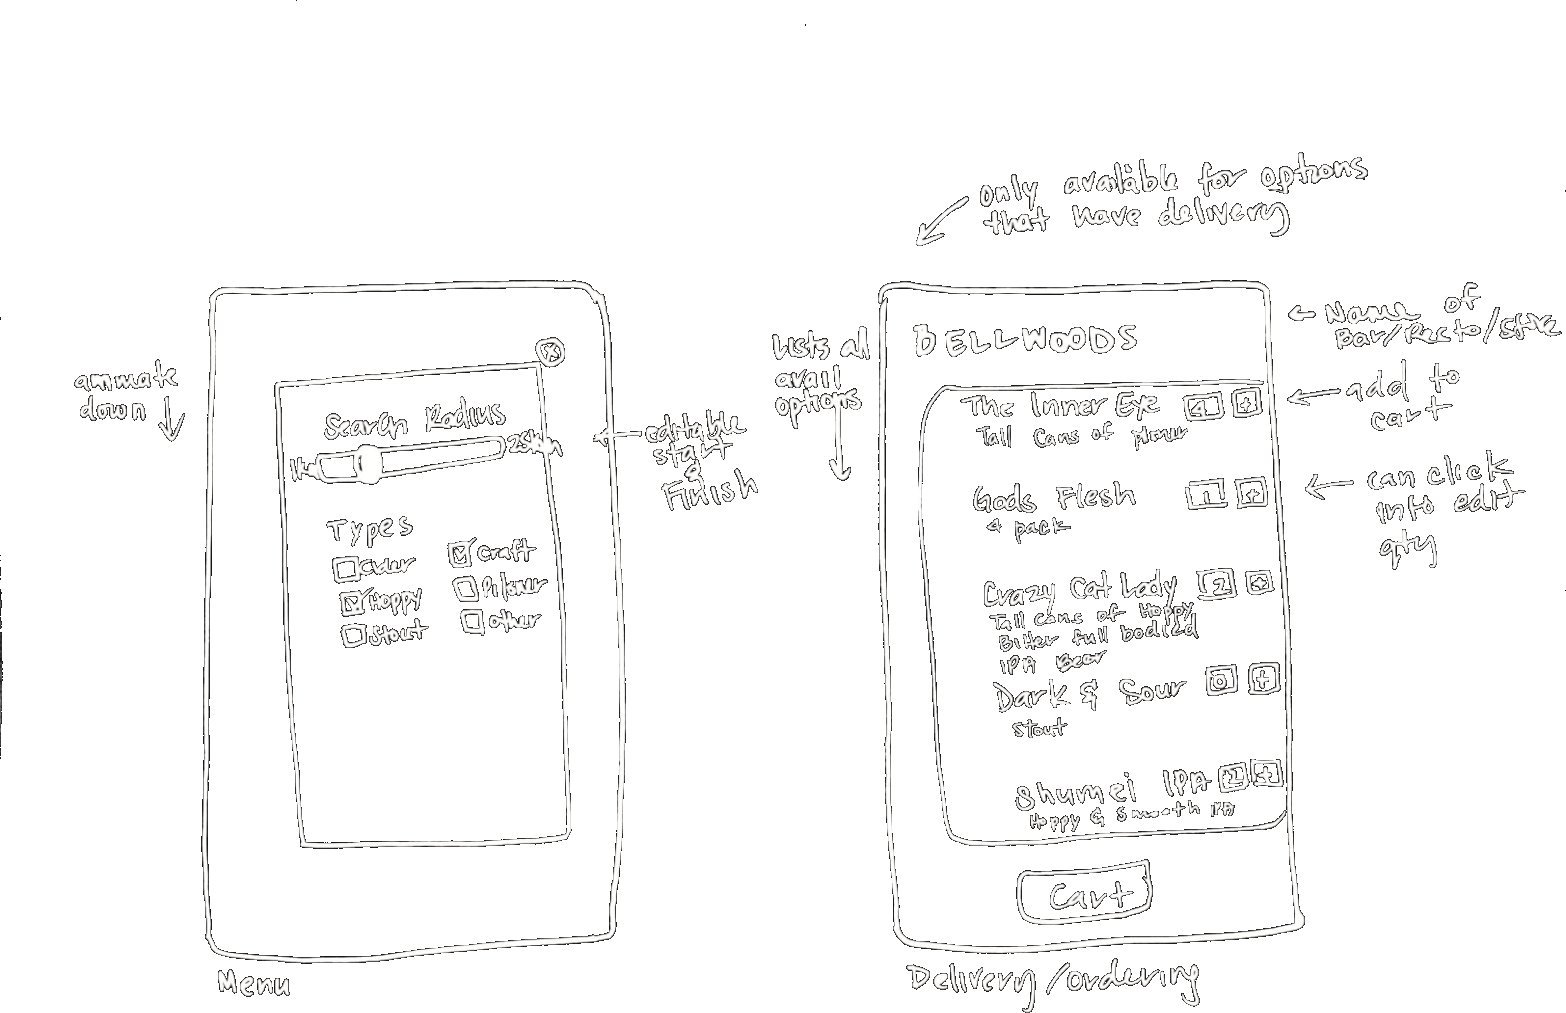 only available for options
that have delivery
animate
down
Search Radius
25km
editable
start
&
Finish
Types
Cider
Craft
Hoppy
Pilsner
Stout
other
Menu
Lists all
avail
options
BELLWOODS
Name of
Bar/Resto/Store
The Inner Eye 4 +
Tall Cans of
add to
cart
Gods Flesh 1 +
4 pack
can click
into edit
qty
Crazy Cat Lady 2 +
Tall cans of Hoppy
Bitter full bodied
IPA Beer
Dark & Sour 0 +
Stout
Shumei IPA 2 +
Hoppy & Smooth IPA
Cart
Delivery/ordering